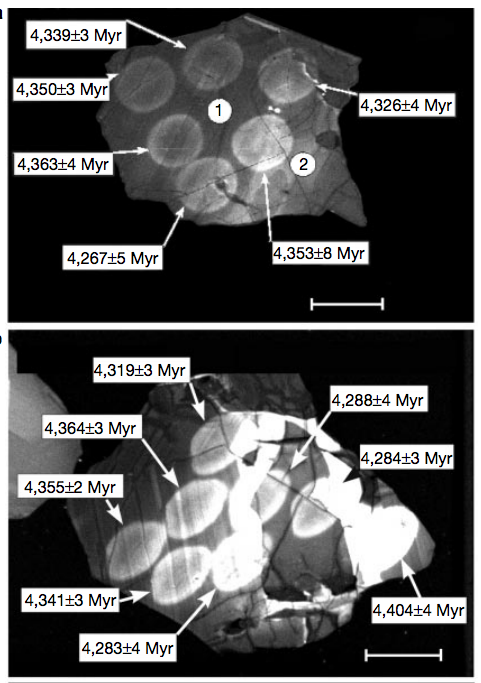 a
4,339±3 Myr
4,350±3 Myr
4,326±4 Myr
1
2
4,363±4 Myr
4,267±5 Myr
4,353±8 Myr
4,319±3 Myr
4,288±4 Myr
4,364±3 Myr
4,284±3 Myr
4,355±2 Myr
4,341±3 Myr
4,404±4 Myr
4,283±4 Myr